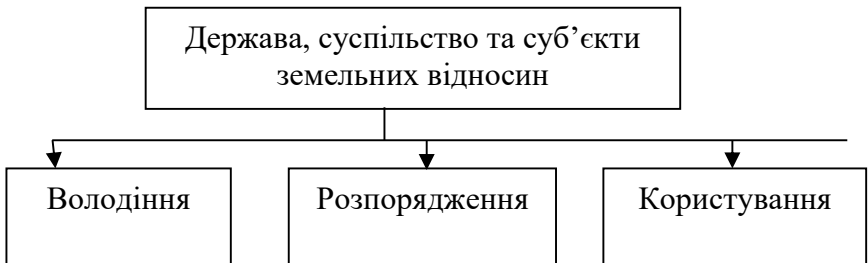 Держава, суспільство та суб’єкти
земельних відносин
Володіння
Розпорядження
Користування